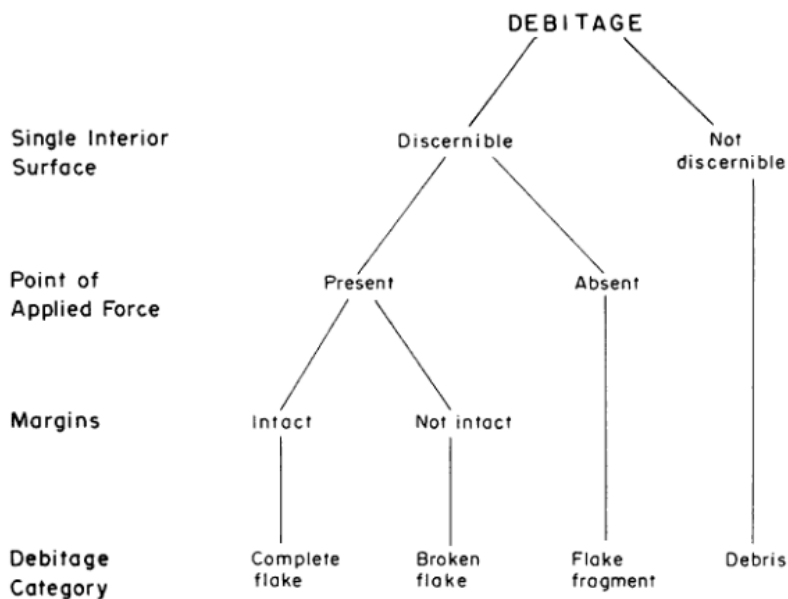 DEBITAGE
Single Interior
Surface
Discernible
Not
discernible
Point of
Applied Force
Present
Absent
Margins
Intact
Not intact
Debitage
Category
Complete
flake
Broken
flake
Flake
fragment
Debris